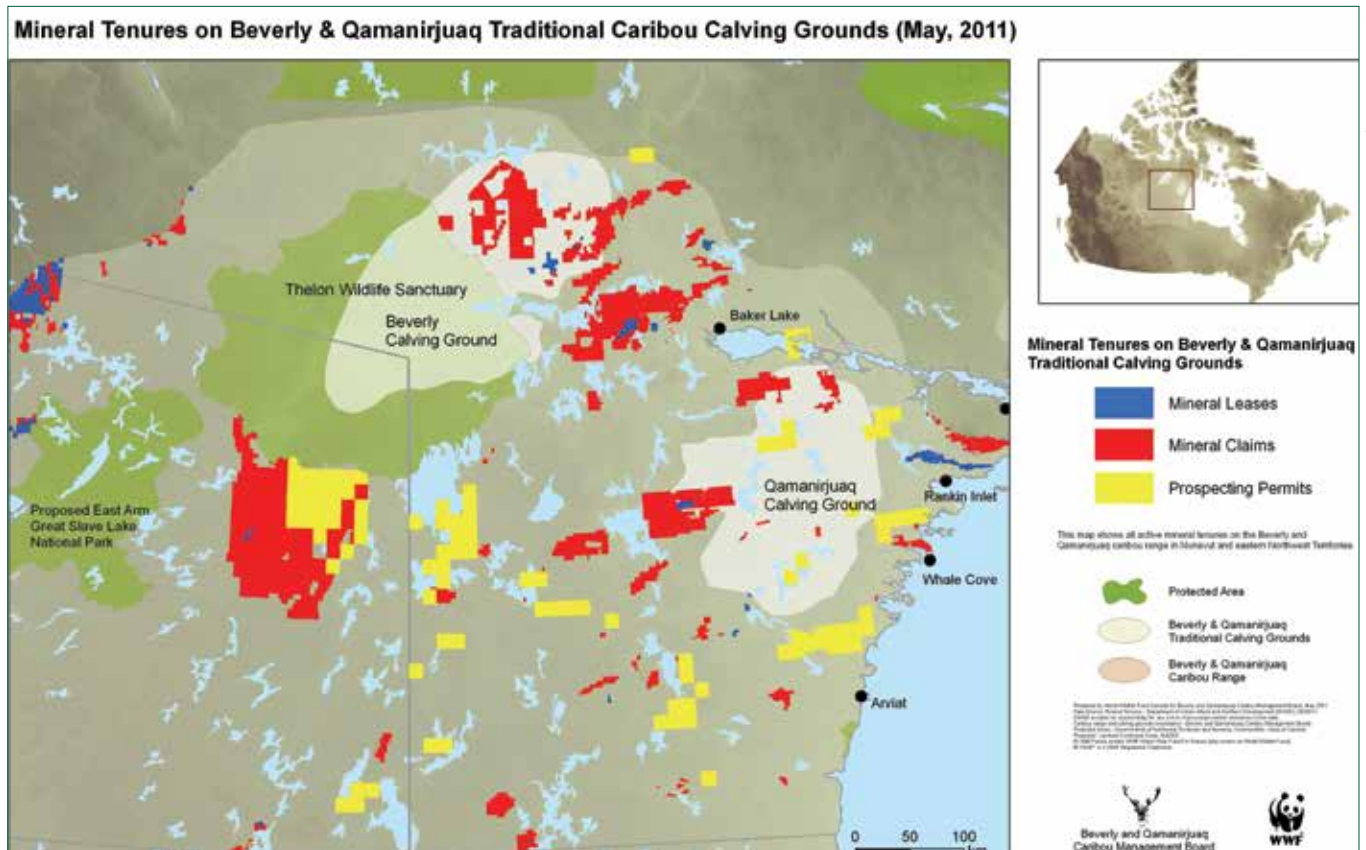 Mineral Tenures on Beverly & Qamanirjuaq Traditional Caribou Calving Grounds (May, 2011)
Thelon Wildlife Sanctuary
Beverly
Calving Ground
Baker Lake
Qamanirjuaq
Calving Ground
Rankin Inlet
Whale Cove
Arviat
Proposed East Arm
Great Slave Lake
National Park
0 50 100
Mineral Tenures on Beverly & Qamanirjuaq
Traditional Calving Grounds
Mineral Leases
Mineral Claims
Prospecting Permits
This map shows all active mineral tenures on the Beverly and
Qamanirjuaq caribou range in Nunavut and eastern Northwest Territories.
Protected Area
Beverly & Qamanirjuaq
Traditional Calving Grounds
Beverly & Qamanirjuaq
Caribou Range
Beverly and Qamanirjuaq
Caribou Management Board
WWF